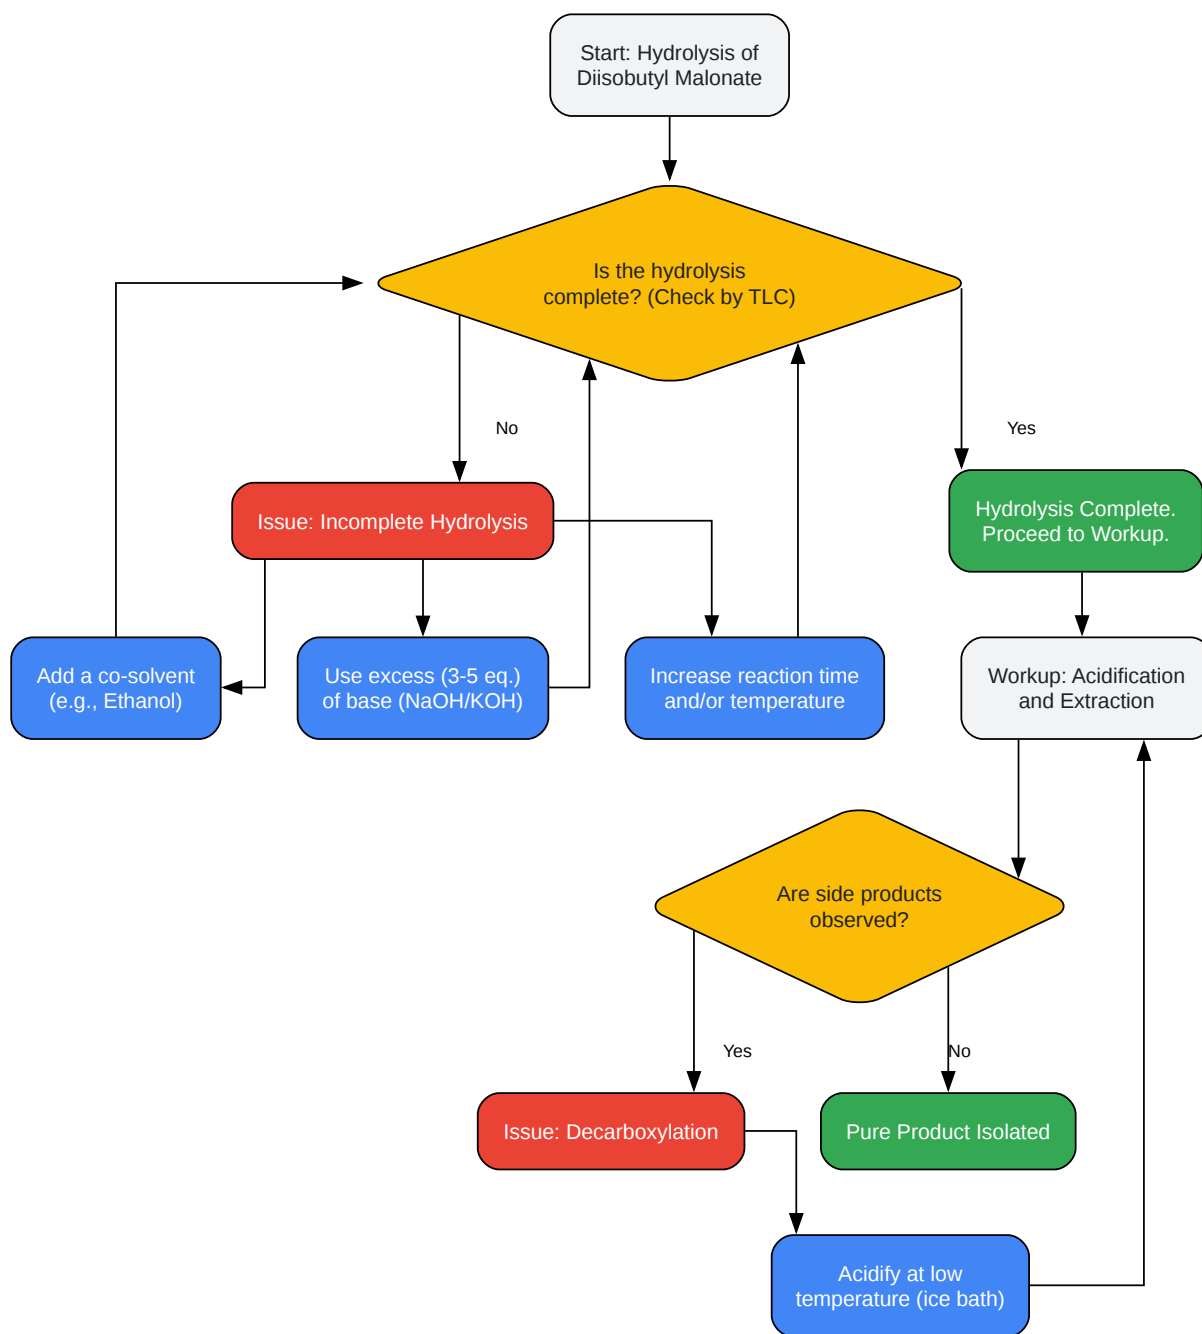 Start: Hydrolysis of
Diisobutyl Malonate
Is the hydrolysis
complete? (Check by TLC)
No
Yes
Issue: Incomplete Hydrolysis
Hydrolysis Complete.
Proceed to Workup.
Add a co-solvent
(e.g., Ethanol)
Use excess (3-5 eq.)
of base (NaOH/KOH)
Increase reaction time
and/or temperature
Workup: Acidification
and Extraction
Are side products
observed?
Yes
No
Issue: Decarboxylation
Pure Product Isolated
Acidify at low
temperature (ice bath)